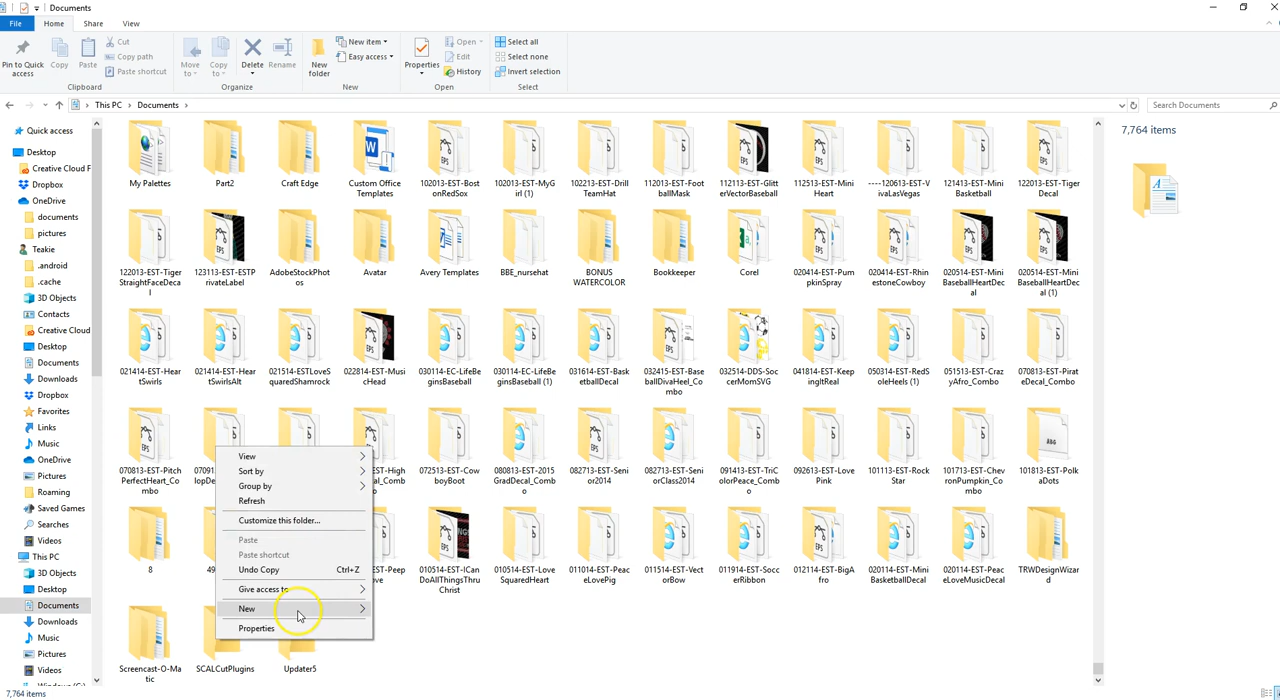 Documents
File Home Share View
Pin to Quick access
Copy
Paste
Cut
Copy path
Paste shortcut
Clipboard
Move to
Copy to
Delete
Rename
Organize
New folder
New item
Easy access
New
Properties
Open
Edit
History
Open
Select all
Select none
Invert selection
Select
This PC > Documents >
Search Documents
Quick access
Desktop
Creative Cloud F
Dropbox
OneDrive
documents
pictures
Teakie
.android
.cache
3D Objects
Contacts
Creative Cloud
Desktop
Documents
Downloads
Dropbox
Favorites
Links
Music
OneDrive
Pictures
Roaming
Saved Games
Searches
Videos
This PC
3D Objects
Desktop
Documents
Downloads
Music
Pictures
Videos
My Palettes
Part2
Craft Edge
Custom Office Templates
102013-EST-BostonRedSox
102013-EST-MyGirl (1)
102213-EST-DrillTeamHat
112013-EST-FootballMask
112113-EST-GlitterVectorBaseball
112513-EST-MiniHeart
----120613-EST-VivaLasVegas
121413-EST-MiniBasketball
122013-EST-TigerDecal
122013-EST-TigerStraightFaceDecal
123113-EST-ESTPrivateLabel
AdobeStockPhotos
Avatar
Avery Templates
BBE_nursehat
BONUS WATERCOLOR
Bookkeeper
Corel
020414-EST-PumpkinSpray
020414-EST-RhinestoneCowboy
020514-EST-MiniBaseballHeartDecal
020514-EST-MiniBaseballHeartDecal (1)
021414-EST-HeartSwirls
021414-EST-HeartSwirlsAlt
021514-ESTLoveSquaredShamrock
022814-EST-MusicHead
030114-EC-LifeBeginsBaseball
030114-EC-LifeBeginsBaseball (1)
031614-EST-BasketballDecal
032415-EST-BaseballDivaHeel_Combo
032514-DDS-SoccerMomSVG
041814-EST-KeepingItReal
050314-EST-RedSoleHeels (1)
051513-EST-CrazyAfro_Combo
070813-EST-PirateDecal_Combo
070813-EST-PitchPerfectHeart_Combo
072513-EST-CowboyBoot
080813-EST-2015GradDecal_Combo
082713-EST-Senior2014
082713-EST-SeniorClass2014
091413-EST-TriColorPeace_Combo
092613-EST-LovePink
101113-EST-RockStar
101713-EST-ChevronPumpkin_Combo
101813-EST-PolkaDots
8
010514-EST-ICanDoAllThingsThruChrist
010514-EST-LoveSquaredHeart
011014-EST-PeaceLovePig
011514-EST-VectorBow
011914-EST-SoccerRibbon
012114-EST-BigAfro
020114-EST-MiniBasketballDecal
020114-EST-PeaceLoveMusicDecal
TRWDesignWizard
Screencast-O-Matic
SCALCutPlugins
Updater5
View
Sort by
Group by
Refresh
Customize this folder...
Paste
Paste shortcut
Undo Copy Ctrl+Z
Give access to
New
Properties
7,764 items
7,764 items